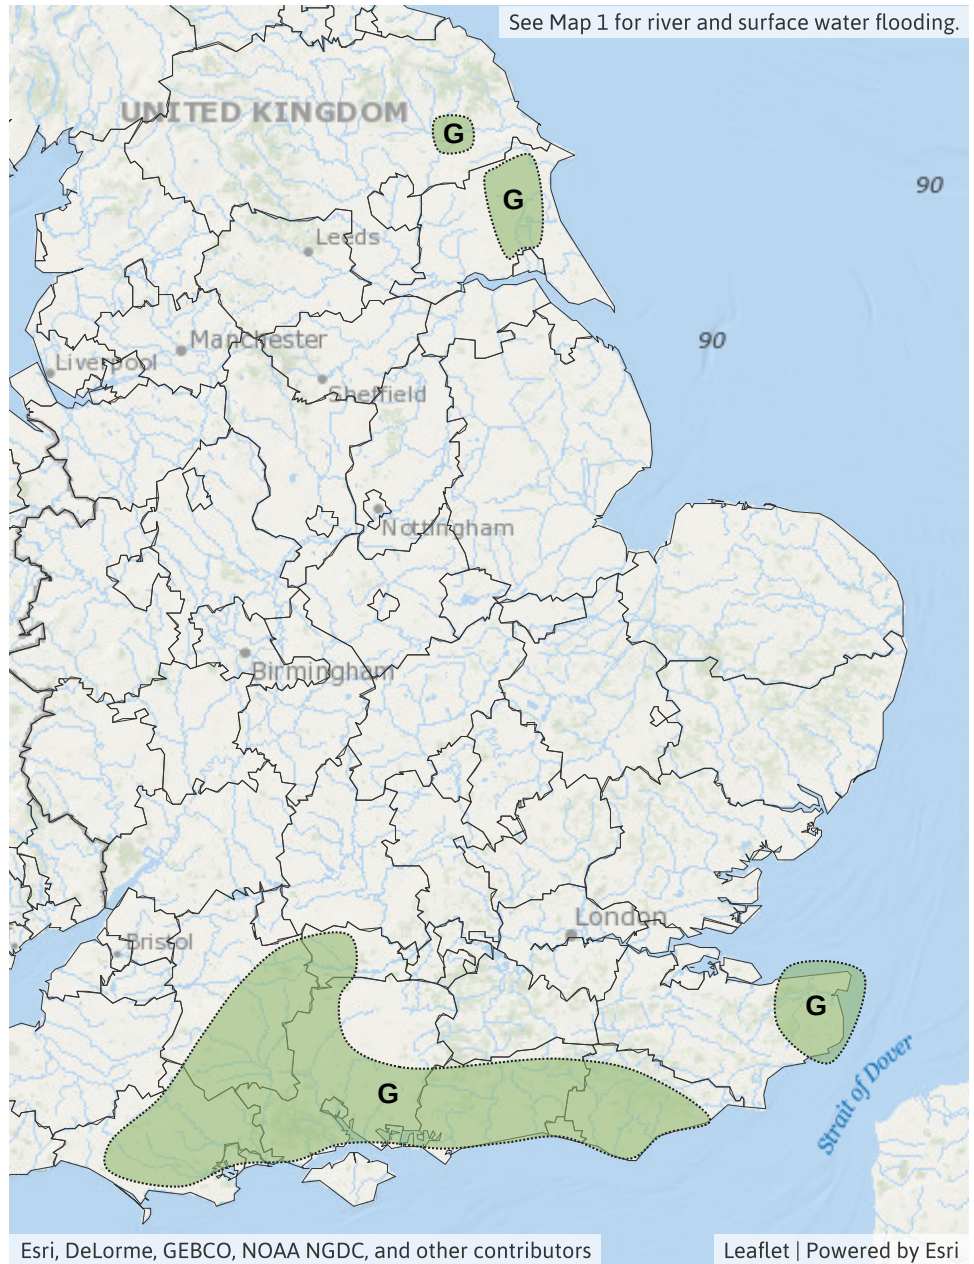 See Map 1 for river and surface water flooding.
UNITED KINGDOM
G
90
G
Leeds
90
Manchester
Liverpool
Sheffield
Nottingham
Birmingham
London
Bristol
G
G
Strait of Dover
Esri, DeLorme, GEBCO, NOAA NGDC, and other contributors
Leaflet | Powered by Esri